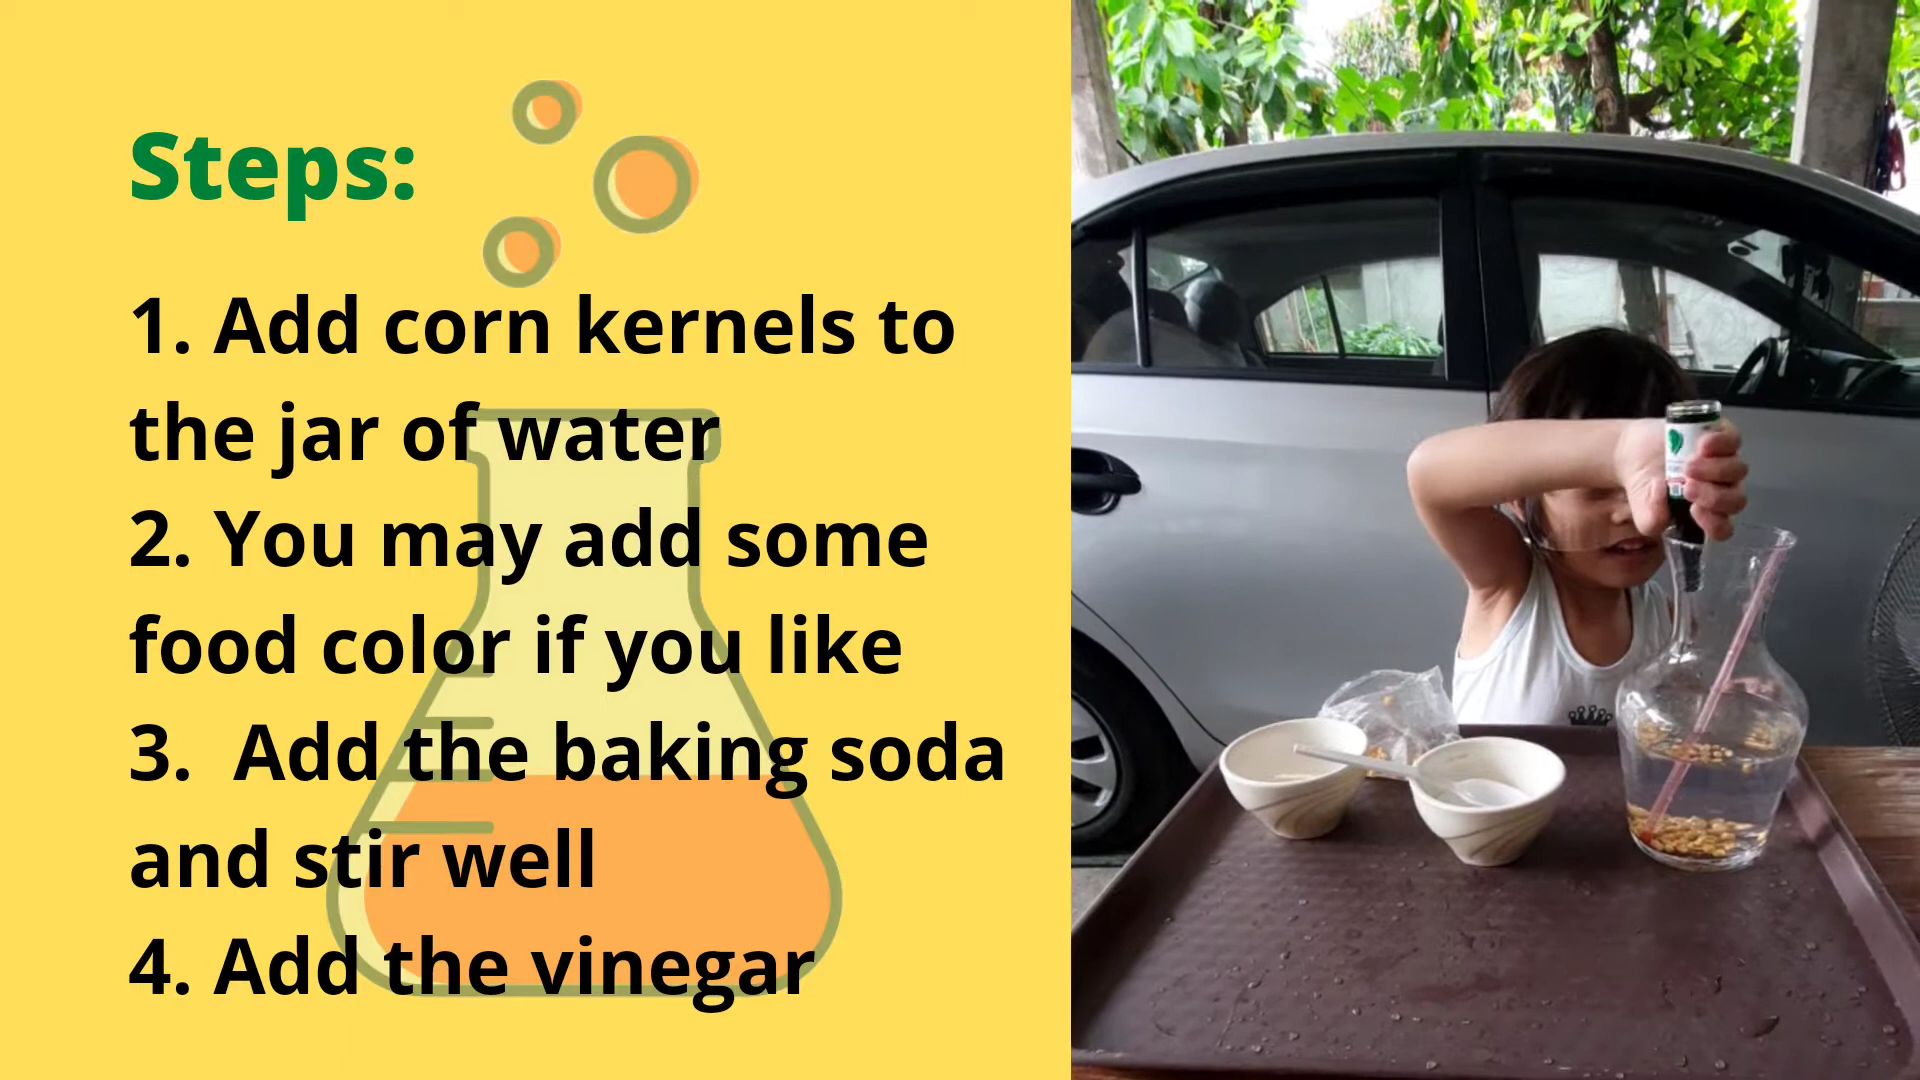 Steps:
1. Add corn kernels to
the jar of water
2. You may add some
food color if you like
3.  Add the baking soda
and stir well
4. Add the vinegar